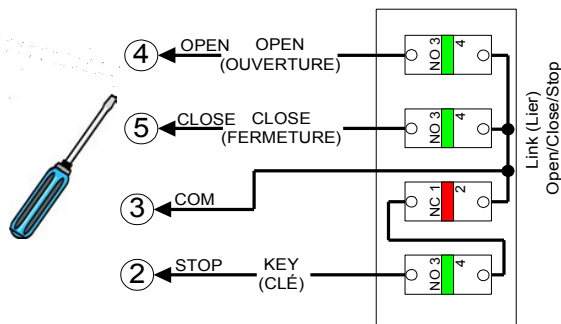 4 OPEN OPEN
(OUVERTURE)
NO 3 4
5 CLOSE CLOSE
(FERMETURE)
NO 3 4
Link (Lier)
Open/Close/Stop
3 COM
NC 1 2
2 STOP KEY
(CLÉ)
NO 3 4